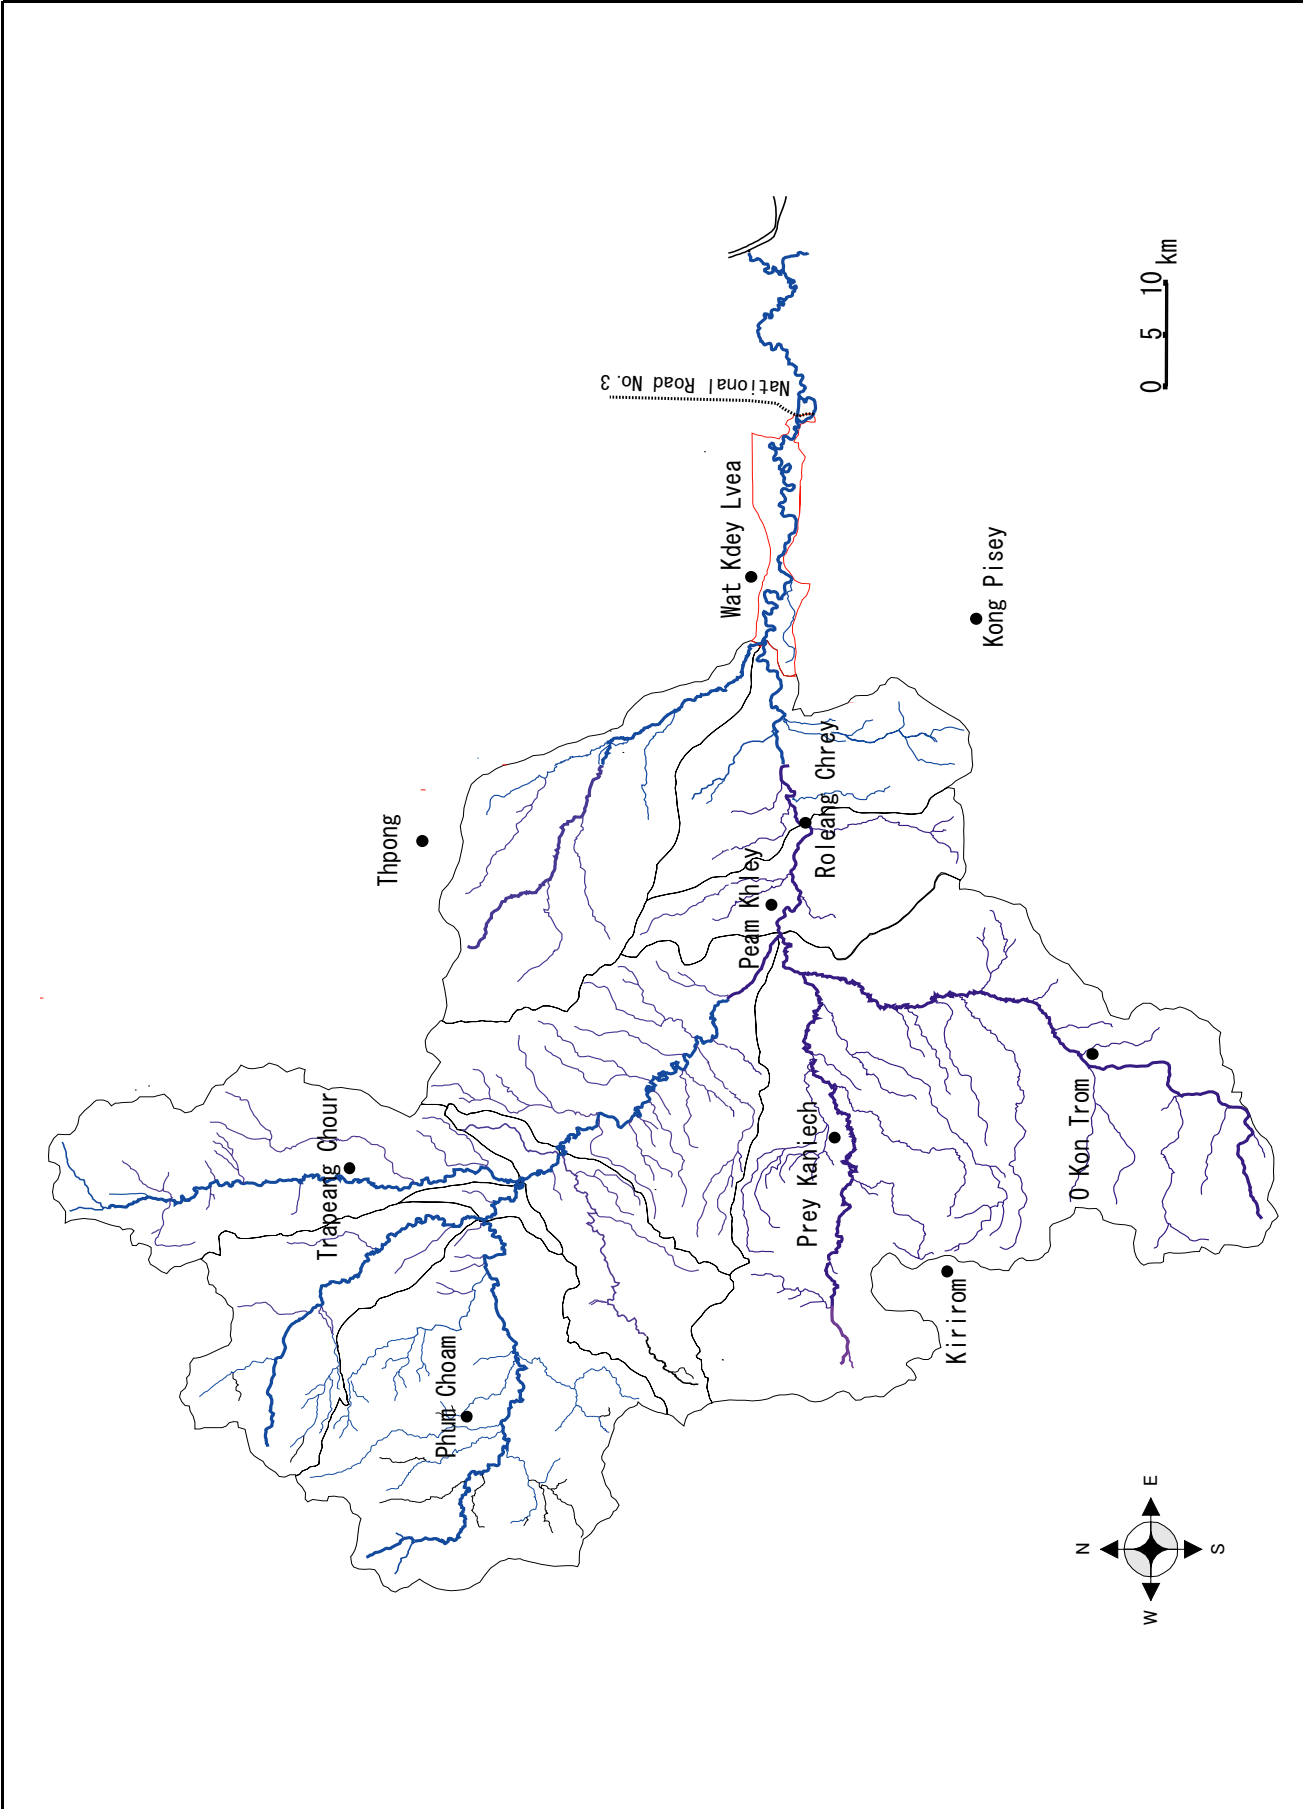 Trapeang Chour
Thpong
Phum Choam
National Road No.3
Wat Kdey Lvea
Peam Khley
Roleang Chrey
Prey Kaniech
Kong Pisey
Kirirom
O Kon Trom
0 5 10 km
N
W E
S